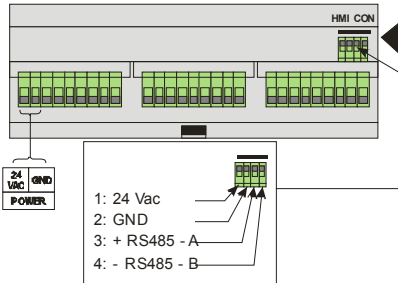 HMI CON
24 VAC GND
POWER
1: 24 Vac
2: GND
3: + RS485 - A
4: - RS485 - B